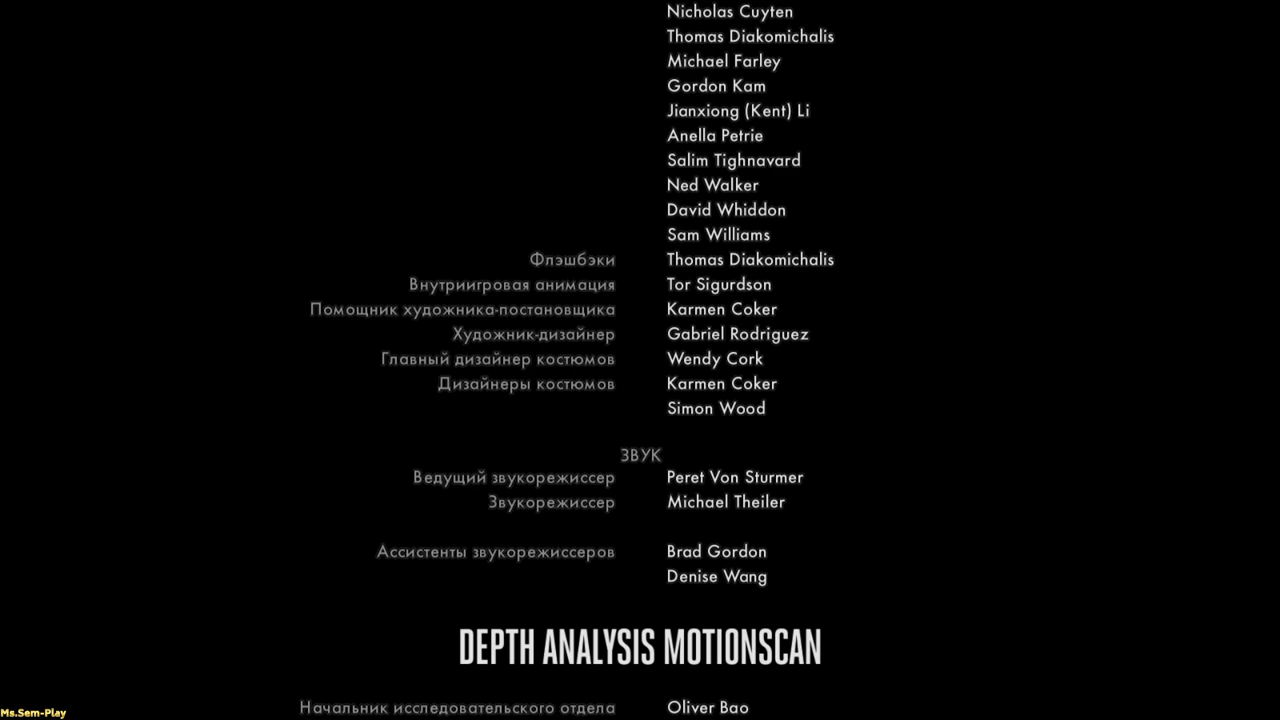 Nicholas Cuyten
Thomas Diakomichalis
Michael Farley
Gordon Kam
Jianxiong (Kent) Li
Anella Petrie
Salim Tighnavard
Ned Walker
David Whiddon
Sam Williams
Флэшбэки Thomas Diakomichalis
Внутриигровая анимация Tor Sigurdson
Помощник художника-постановщика Karmen Coker
Художник-дизайнер Gabriel Rodriguez
Главный дизайнер костюмов Wendy Cork
Дизайнеры костюмов Karmen Coker
Simon Wood
ЗВУК
Ведущий звукорежиссер Peret Von Sturmer
Звукорежиссер Michael Theiler
Ассистенты звукорежиссеров Brad Gordon
Denise Wang
DEPTH ANALYSIS MOTIONSCAN
Начальник исследовательского отдела Oliver Bao
Ms.Sem-Play